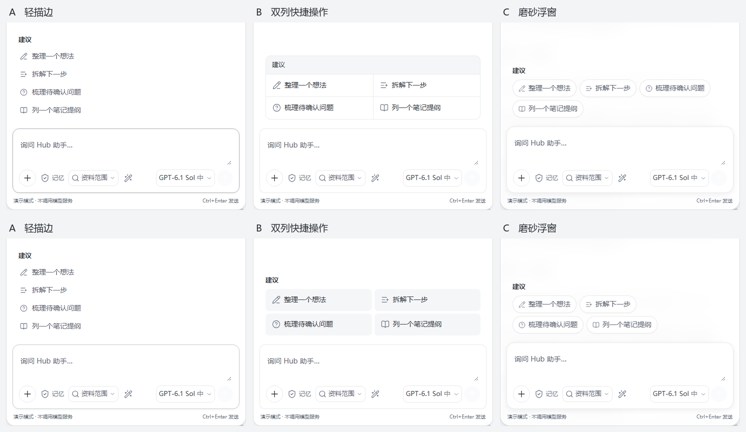 A 轻描边
建议
整理一个想法
拆解下一步
梳理待确认问题
列一个笔记提纲
询问 Hub 助手...
记忆 资料范围 GPT-6.1 Sol 中
演示模式 · 不调用模型服务 Ctrl+Enter 发送
B 双列快捷操作
建议
整理一个想法 拆解下一步
梳理待确认问题 列一个笔记提纲
询问 Hub 助手...
记忆 资料范围 GPT-6.1 Sol 中
演示模式 · 不调用模型服务 Ctrl+Enter 发送
C 磨砂浮窗
建议
整理一个想法 拆解下一步 梳理待确认问题
列一个笔记提纲
询问 Hub 助手...
记忆 资料范围 GPT-6.1 Sol 中
演示模式 · 不调用模型服务 Ctrl+Enter 发送
A 轻描边
建议
整理一个想法
拆解下一步
梳理待确认问题
列一个笔记提纲
询问 Hub 助手...
记忆 资料范围 GPT-6.1 Sol 中
演示模式 · 不调用模型服务 Ctrl+Enter 发送
B 双列快捷操作
建议
整理一个想法 拆解下一步
梳理待确认问题 列一个笔记提纲
询问 Hub 助手...
记忆 资料范围 GPT-6.1 Sol 中
演示模式 · 不调用模型服务 Ctrl+Enter 发送
C 磨砂浮窗
建议
整理一个想法 拆解下一步
梳理待确认问题 列一个笔记提纲
询问 Hub 助手...
记忆 资料范围 GPT-6.1 Sol 中
演示模式 · 不调用模型服务 Ctrl+Enter 发送